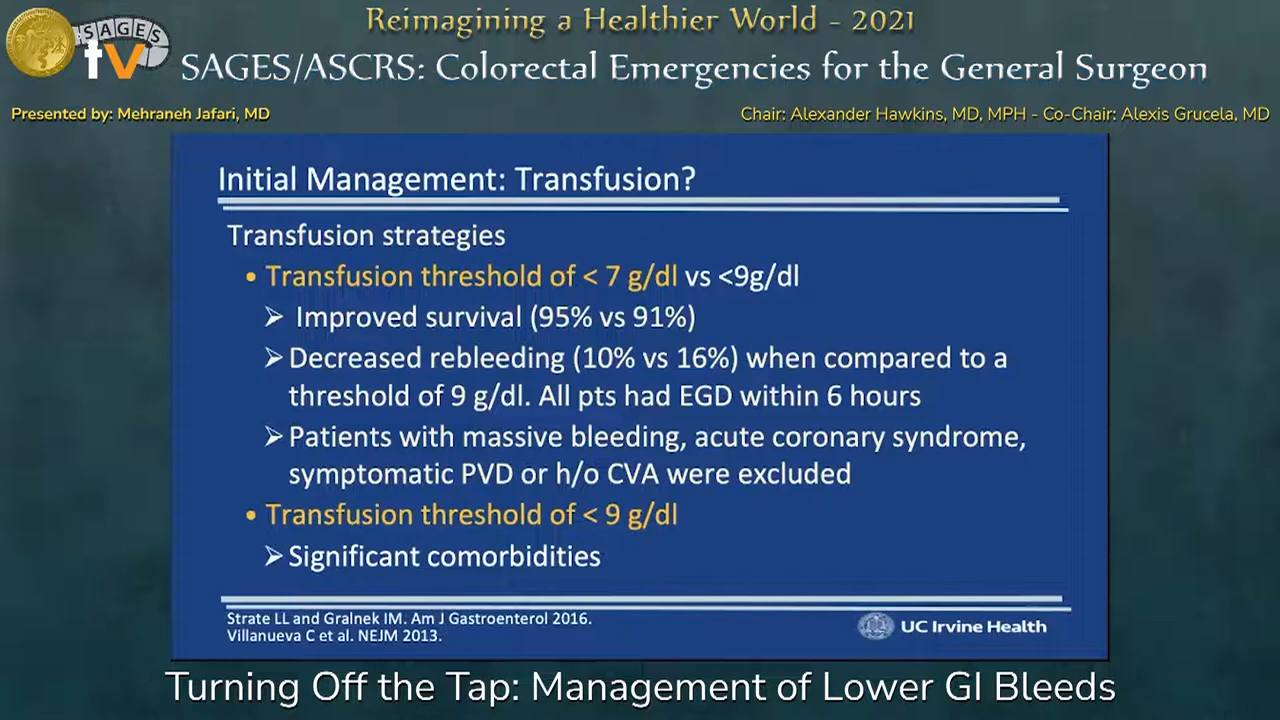 Reimagining a Healthier World - 2021
SAGES
tv
SAGES/ASCRS: Colorectal Emergencies for the General Surgeon
Presented by: Mehraneh Jafari, MD
Chair: Alexander Hawkins, MD, MPH - Co-Chair: Alexis Grucela, MD
Initial Management: Transfusion?
Transfusion strategies
• Transfusion threshold of < 7 g/dl vs <9g/dl
➢ Improved survival (95% vs 91%)
➢ Decreased rebleeding (10% vs 16%) when compared to a
threshold of 9 g/dl. All pts had EGD within 6 hours
➢ Patients with massive bleeding, acute coronary syndrome,
symptomatic PVD or h/o CVA were excluded
• Transfusion threshold of < 9 g/dl
➢ Significant comorbidities
Strate LL and Gralnek IM. Am J Gastroenterol 2016.
Villanueva C et al. NEJM 2013.
UC Irvine Health
Turning Off the Tap: Management of Lower GI Bleeds